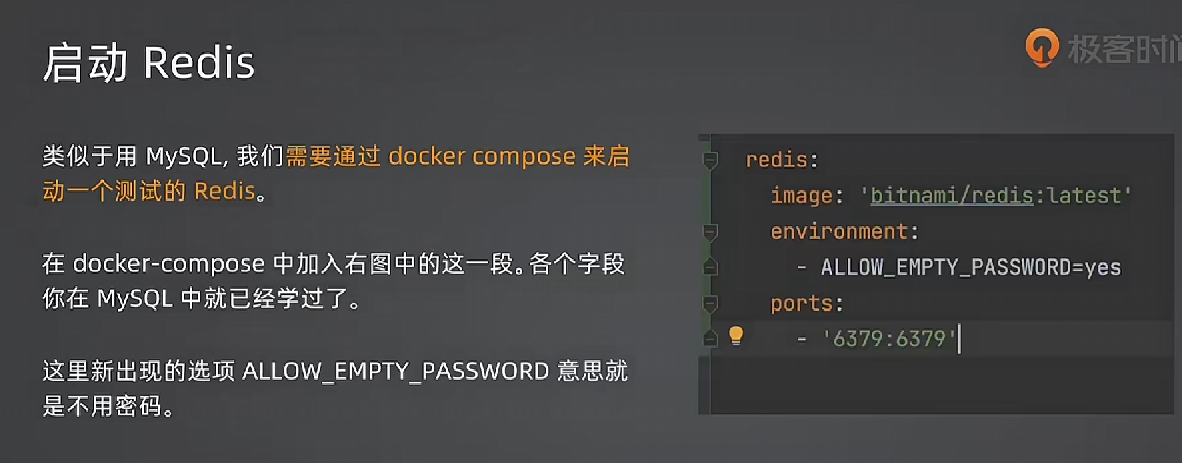 启动 Redis
极客时间
类似于用 MySQL, 我们需要通过 docker compose 来启
动一个测试的 Redis。
在 docker-compose 中加入右图中的这一段。各个字段
你在 MySQL 中就已经学过了。
这里新出现的选项 ALLOW_EMPTY_PASSWORD 意思就
是不用密码。
redis:
image: 'bitnami/redis:latest'
environment:
- ALLOW_EMPTY_PASSWORD=yes
ports:
- '6379:6379'